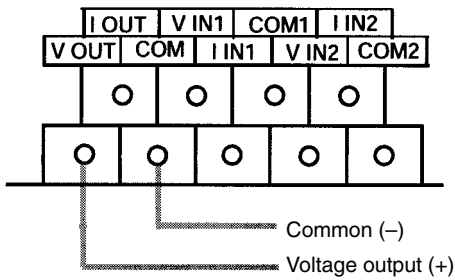 I OUT V IN1 COM1 I IN2
V OUT COM I IN1 V IN2 COM2
Common (–)
Voltage output (+)